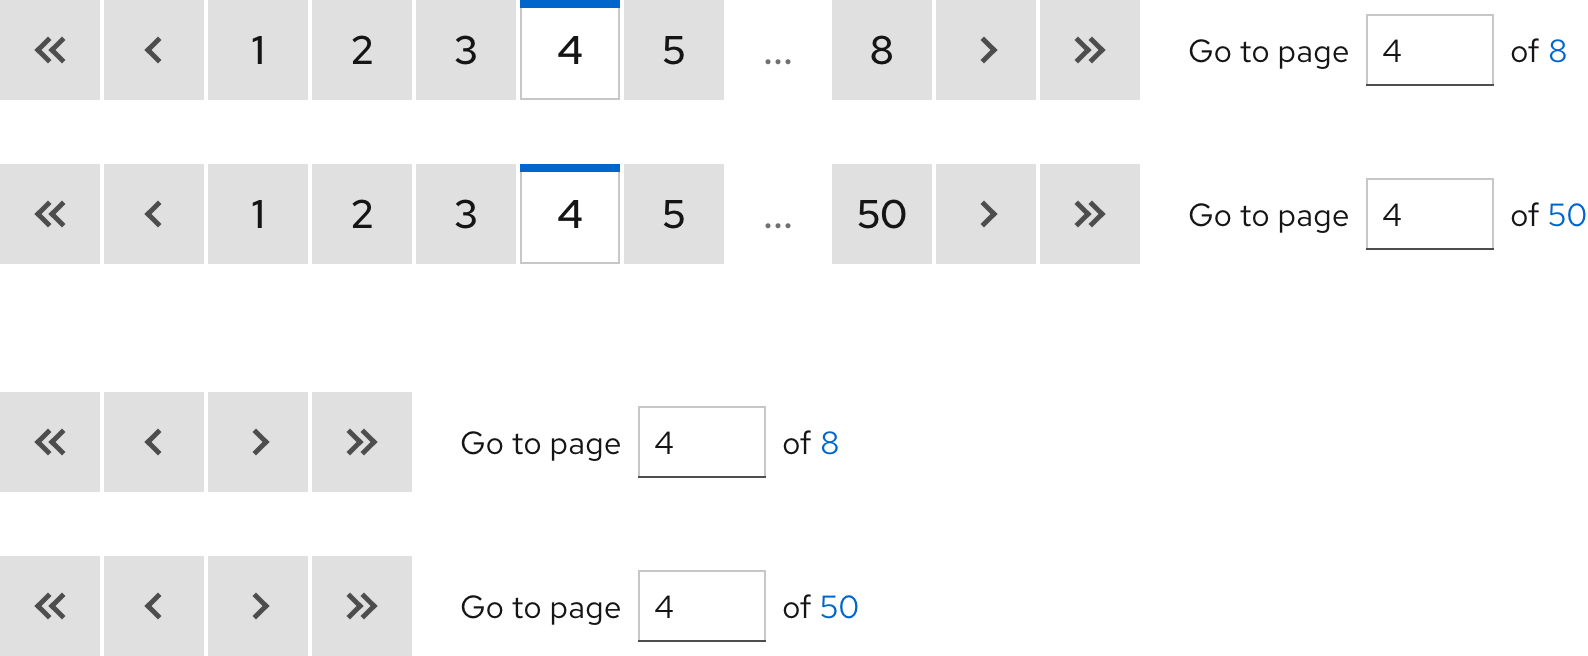 « < 1 2 3 4 5 ... 8 > » Go to page 4 of 8
« < 1 2 3 4 5 ... 50 > » Go to page 4 of 50
« < > » Go to page 4 of 8
« < > » Go to page 4 of 50